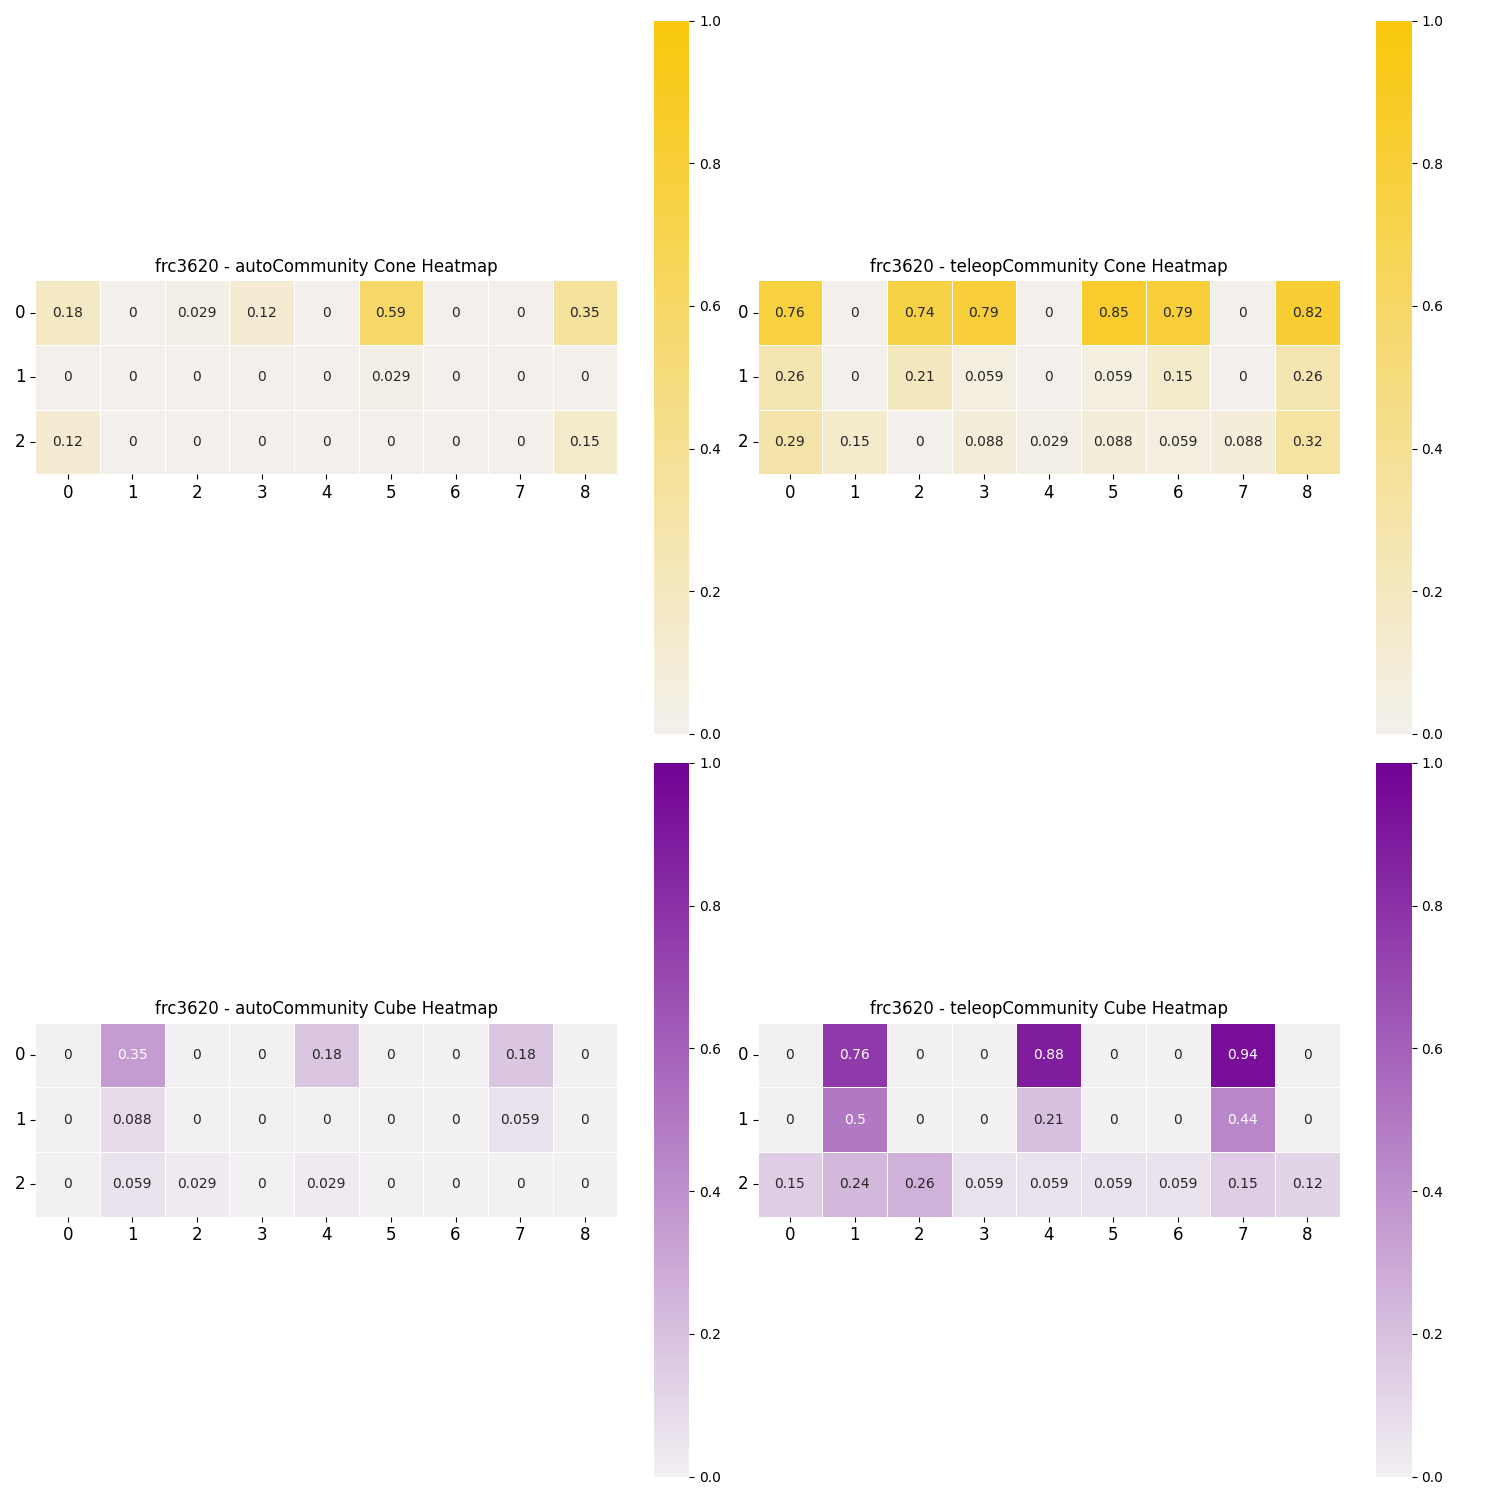 frc3620 - autoCommunity Cone Heatmap
0 0.18 0 0.029 0.12 0 0.59 0 0 0.35
1 0 0 0 0 0 0.029 0 0 0
2 0.12 0 0 0 0 0 0 0 0.15
0 1 2 3 4 5 6 7 8
1.0
0.8
0.6
0.4
0.2
0.0
frc3620 - teleopCommunity Cone Heatmap
0 0.76 0 0.74 0.79 0 0.85 0.79 0 0.82
1 0.26 0 0.21 0.059 0 0.059 0.15 0 0.26
2 0.29 0.15 0 0.088 0.029 0.088 0.059 0.088 0.32
0 1 2 3 4 5 6 7 8
1.0
0.8
0.6
0.4
0.2
0.0
frc3620 - autoCommunity Cube Heatmap
0 0 0.35 0 0 0.18 0 0 0.18 0
1 0 0.088 0 0 0 0 0 0.059 0
2 0 0.059 0.029 0 0.029 0 0 0 0
0 1 2 3 4 5 6 7 8
1.0
0.8
0.6
0.4
0.2
0.0
frc3620 - teleopCommunity Cube Heatmap
0 0 0.76 0 0 0.88 0 0 0.94 0
1 0 0.5 0 0 0.21 0 0 0.44 0
2 0.15 0.24 0.26 0.059 0.059 0.059 0.059 0.15 0.12
0 1 2 3 4 5 6 7 8
1.0
0.8
0.6
0.4
0.2
0.0